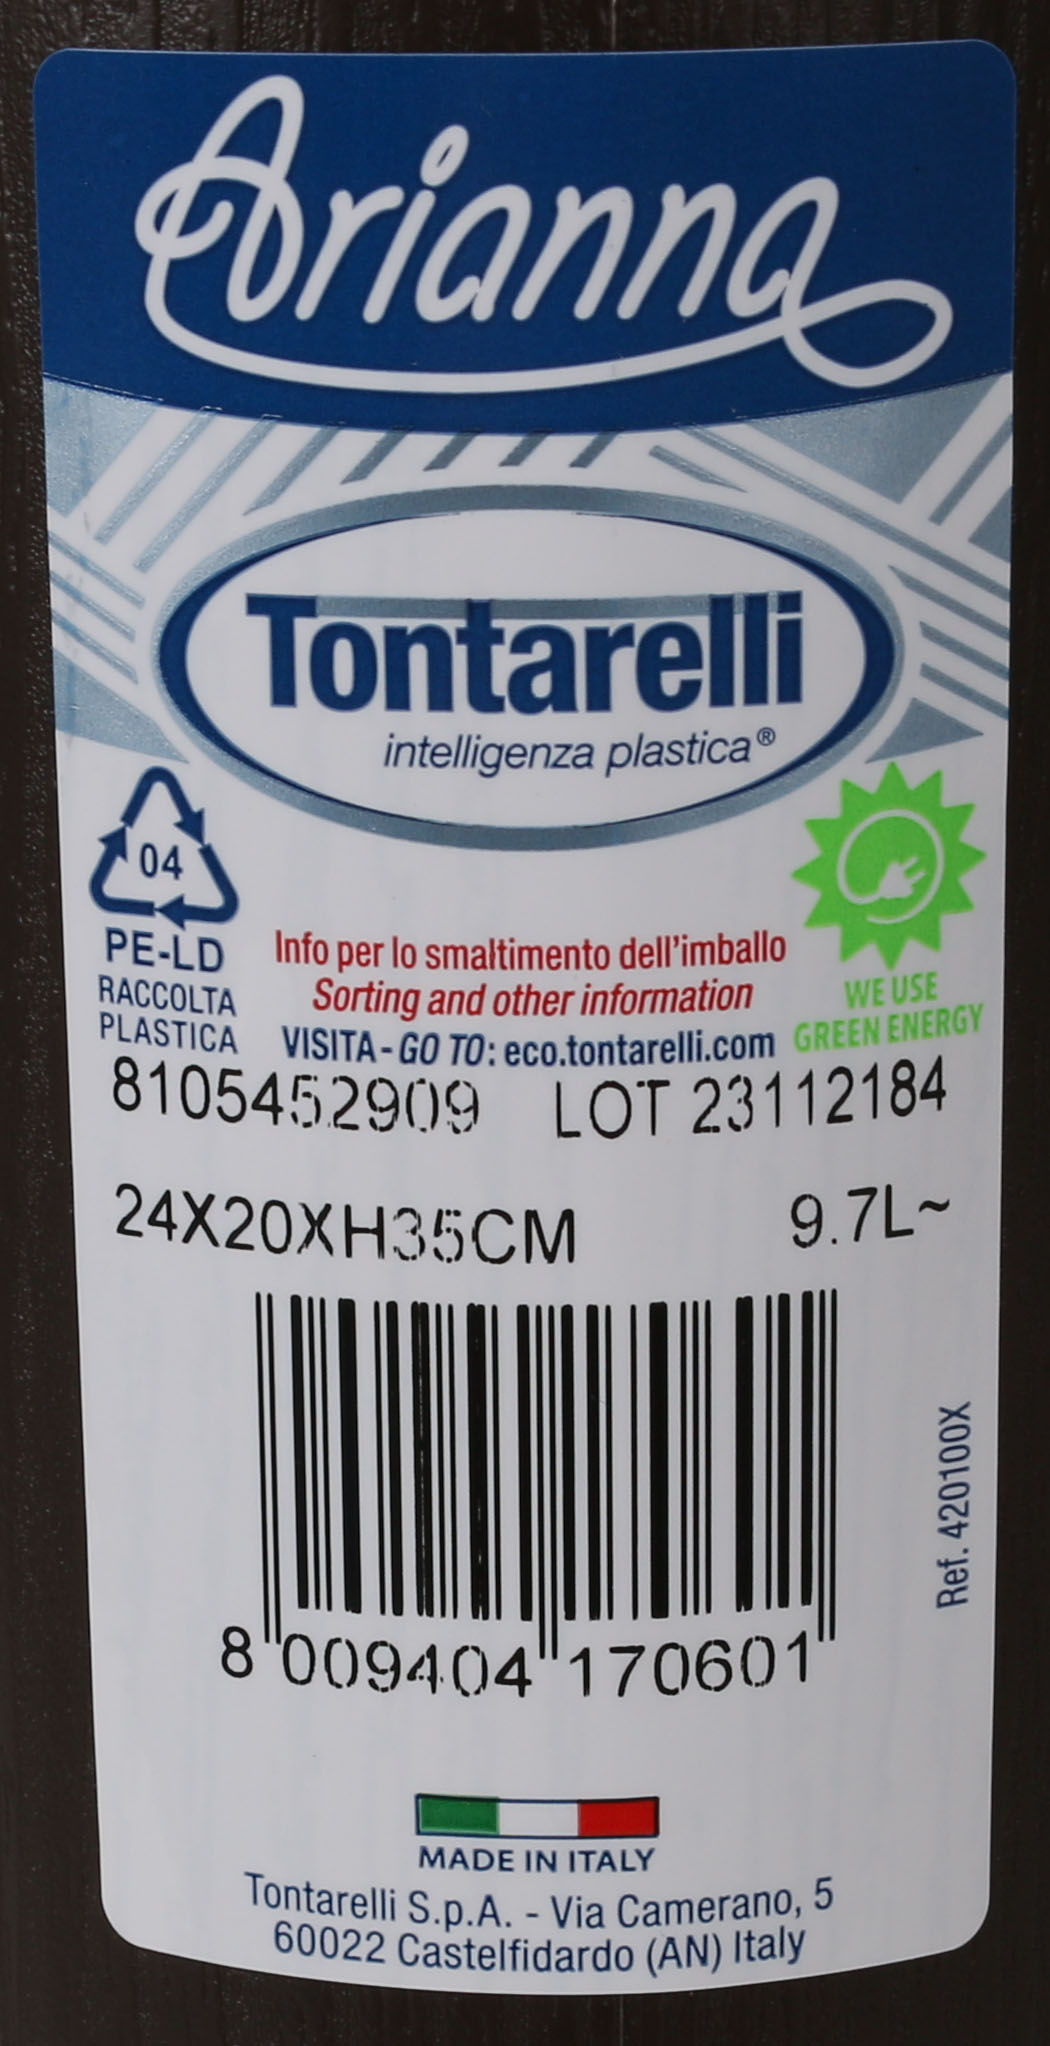 Arianna
Tontarelli
intelligenza plastica®
04
PE-LD
RACCOLTA
PLASTICA
Info per lo smaltimento dell'imballo
Sorting and other information
VISITA - GO TO: eco.tontarelli.com
WE USE
GREEN ENERGY
8105452909 LOT 23112184
24X20XH35CM 9.7L~
Ref. 420100X
8 009404 170601
MADE IN ITALY
Tontarelli S.p.A. - Via Camerano, 5
60022 Castelfidardo (AN) Italy